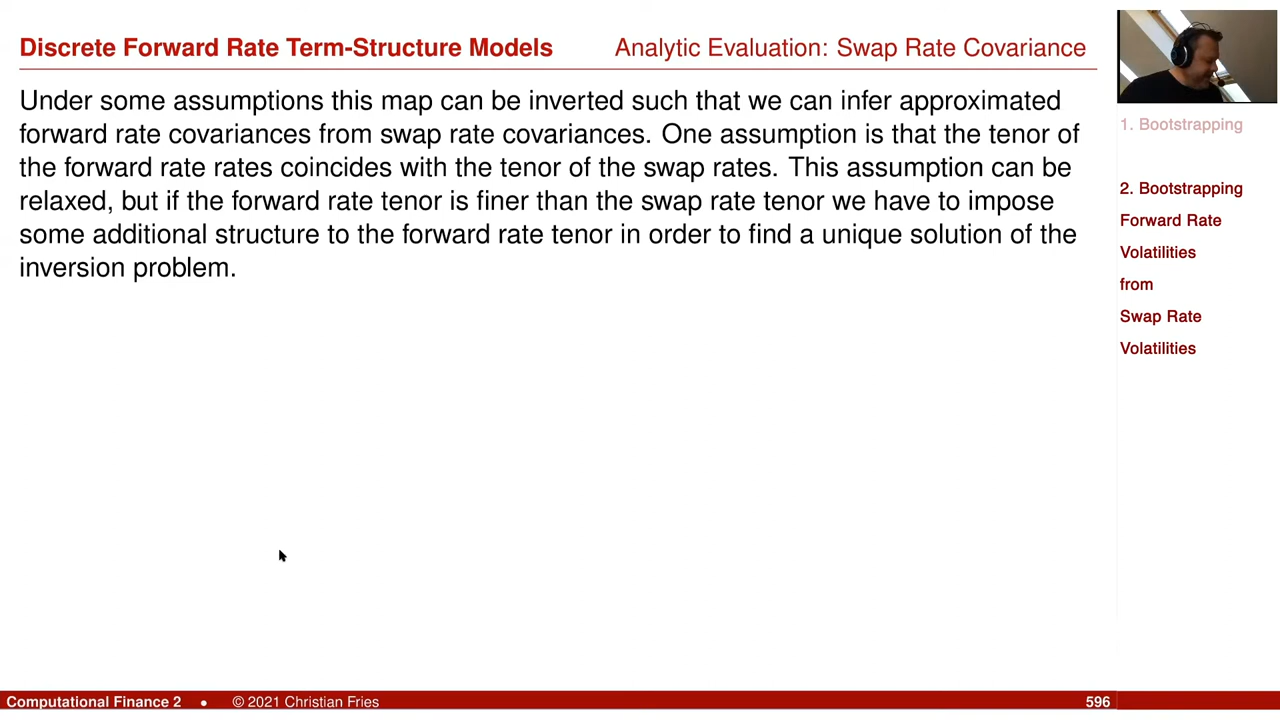 Discrete Forward Rate Term-Structure Models
Analytic Evaluation: Swap Rate Covariance
Under some assumptions this map can be inverted such that we can infer approximated
forward rate covariances from swap rate covariances. One assumption is that the tenor of
the forward rate rates coincides with the tenor of the swap rates. This assumption can be
relaxed, but if the forward rate tenor is finer than the swap rate tenor we have to impose
some additional structure to the forward rate tenor in order to find a unique solution of the
inversion problem.
1. Bootstrapping
2. Bootstrapping
Forward Rate
Volatilities
from
Swap Rate
Volatilities
Computational Finance 2 • © 2021 Christian Fries 596